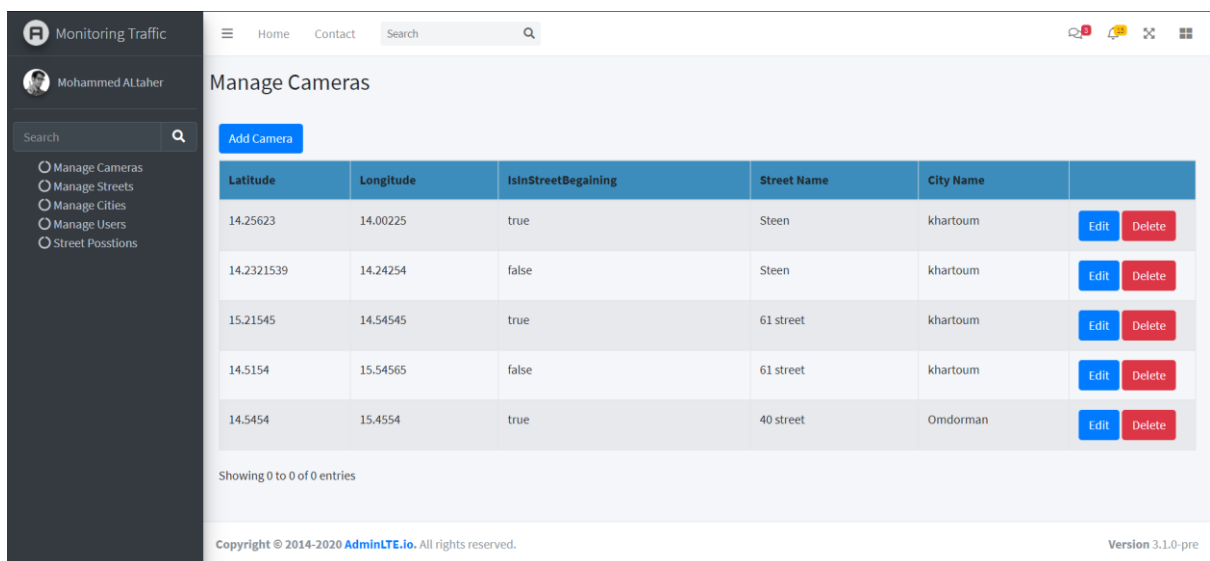 Monitoring Traffic
Home Contact Search
3
15
Mohammed ALtaher
Search
Manage Cameras
Manage Streets
Manage Cities
Manage Users
Street Posstions
Manage Cameras
Add Camera
Latitude Longitude IsInStreetBegaining Street Name City Name
14.25623 14.00225 true Steen khartoum Edit Delete
14.2321539 14.24254 false Steen khartoum Edit Delete
15.21545 14.54545 true 61 street khartoum Edit Delete
14.5154 15.54565 false 61 street khartoum Edit Delete
14.5454 15.4554 true 40 street Omdorman Edit Delete
Showing 0 to 0 of 0 entries
Copyright © 2014-2020 AdminLTE.io. All rights reserved. Version 3.1.0-pre